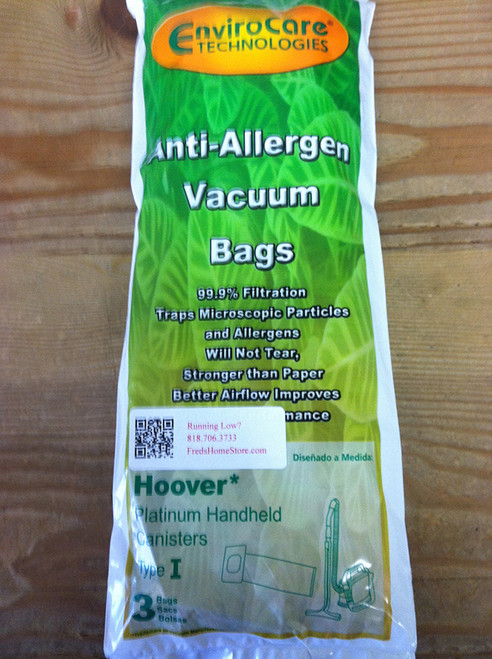 EnviroCare®
TECHNOLOGIES
Anti-Allergen
Vacuum
Bags
99.9% Filtration
Traps Microscopic Particles
and Allergens
Will Not Tear,
Stronger than Paper
Better Airflow Improves
mance
Running Low?
818.706.3733
FredsHomeStore.com
Diseñado a Medida:
Hoover*
Platinum Handheld
Canisters
Type I
3 Bags
Sacs
Bolsas